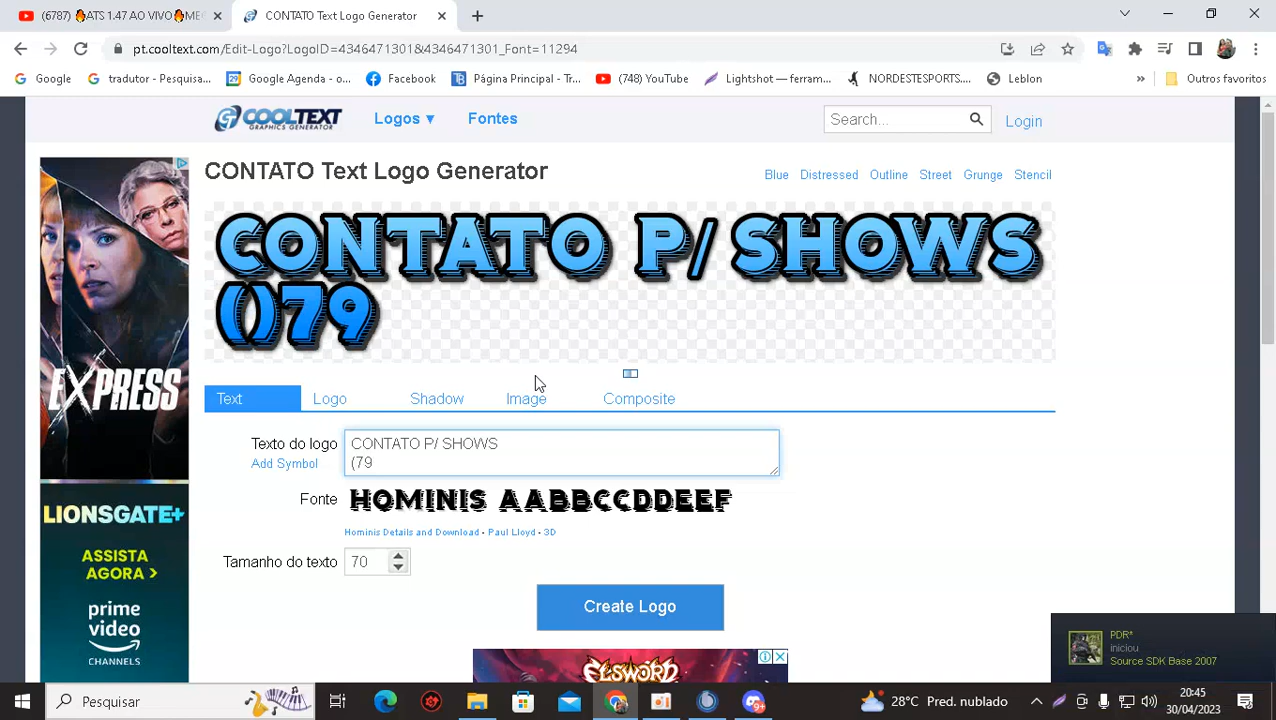 (6787) 🔥ATS 1.47 AO VIVO🔥ME
CONTATO Text Logo Generator
pt.cooltext.com/Edit-Logo?LogoID=4346471301&4346471301_Font=11294
Google
tradutor - Pesquisa...
Google Agenda - o...
Facebook
Página Principal - Tr...
(748) YouTube
Lightshot — ferram...
NORDESTESPORTS....
Leblon
»
Outros favoritos
COOLTEXT
GRAPHICS GENERATOR
Logos ▾
Fontes
Search...
Login
CONTATO Text Logo Generator
Blue Distressed Outline Street Grunge Stencil
CONTATO P/ SHOWS
()79
EXPRESS
LIONSGATE+
ASSISTA
AGORA >
prime
video
CHANNELS
Text Logo Shadow Image Composite
Texto do logo
Add Symbol
CONTATO P/ SHOWS
(79
Fonte
HOMINIS AABBCCDDEEF
Hominis Details and Download • Paul Lloyd • 3D
Tamanho do texto
70
Create Logo
ELSWORD
PDR*
iniciou
Source SDK Base 2007
Pesquisar
28°C Pred. nublado
20:45
30/04/2023